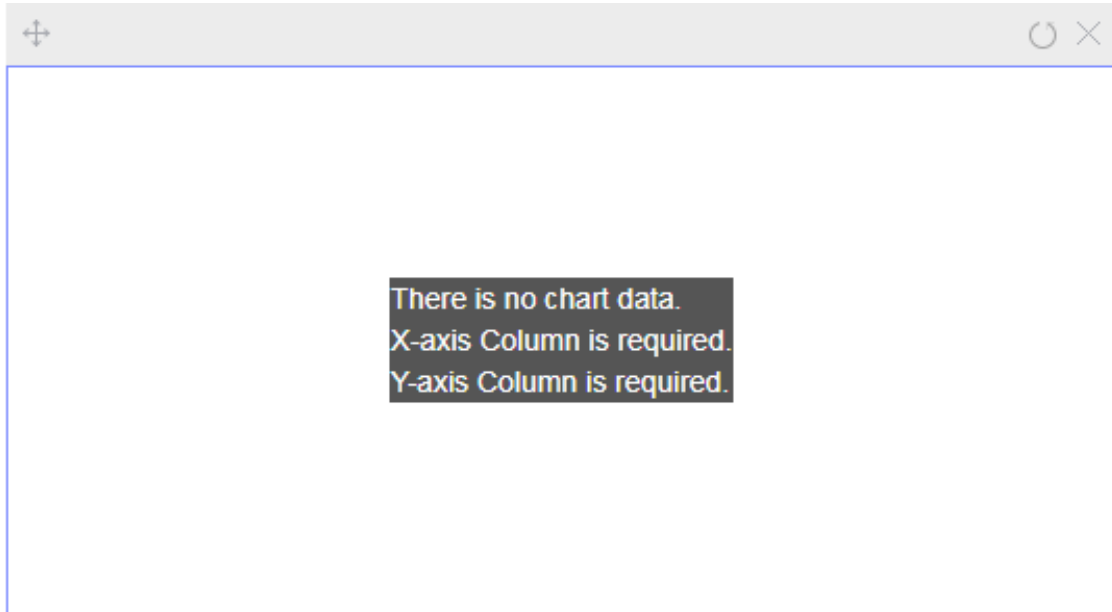 There is no chart data.
X-axis Column is required.
Y-axis Column is required.